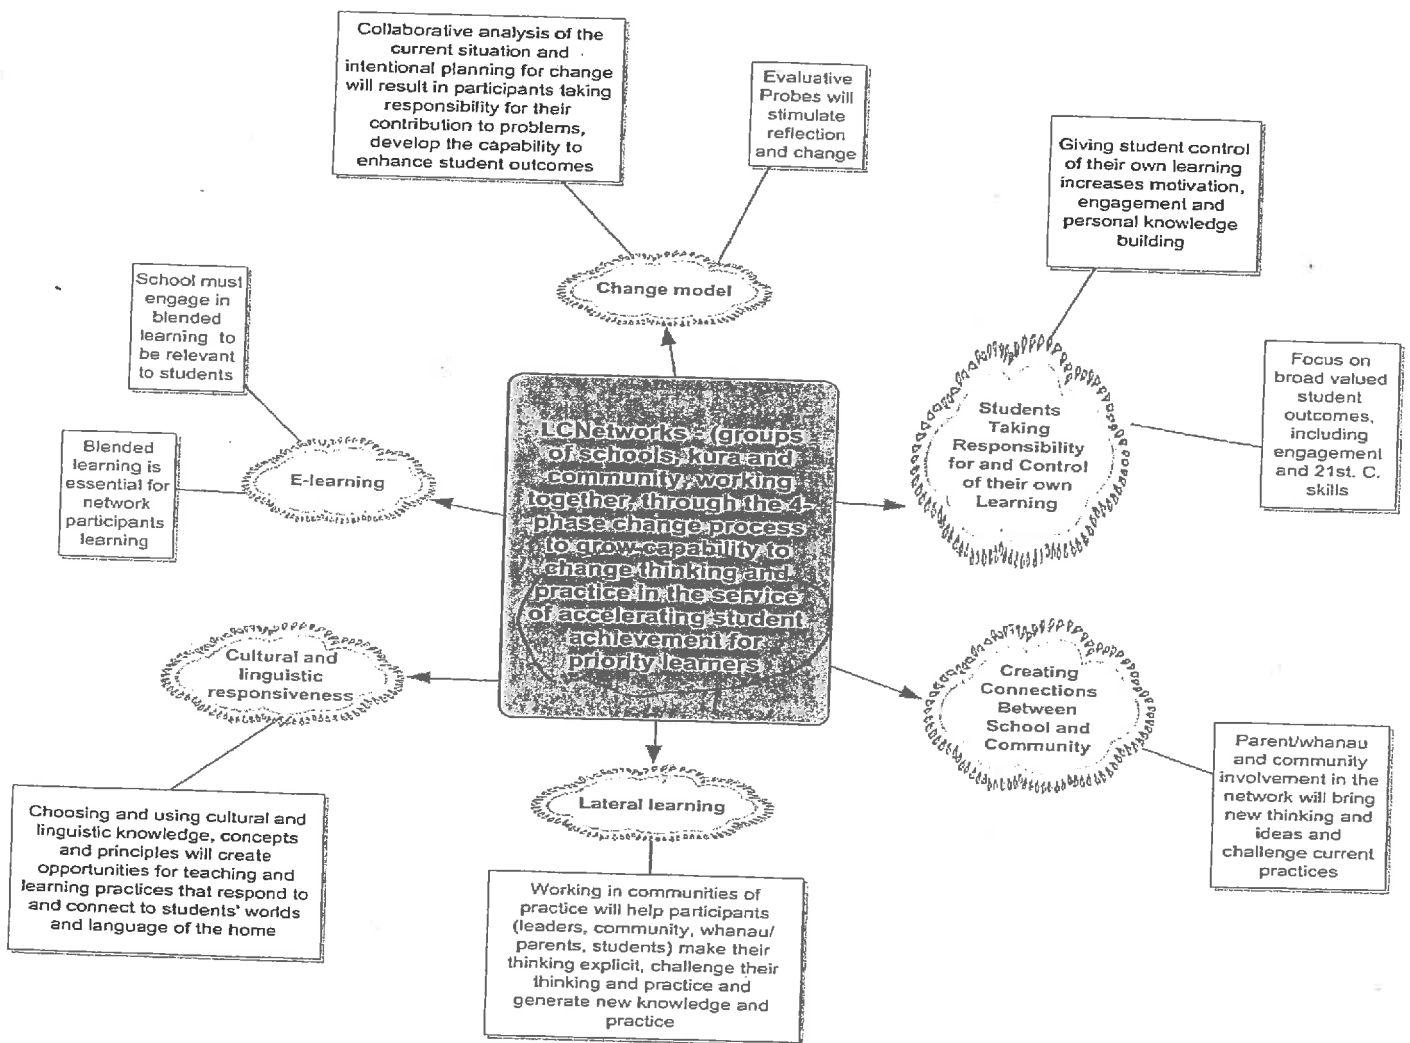 Collaborative analysis of the
current situation and
intentional planning for change
will result in participants taking
responsibility for their
contribution to problems,
develop the capability to
enhance student outcomes
Evaluative
Probes will
stimulate
reflection
and change
Giving student control
of their own learning
increases motivation,
engagement and
personal knowledge
building
Change model
School must
engage in
blended
learning to
be relevant
to students
Focus on
broad valued
student
outcomes,
including
engagement
and 21st. C.
skills
Students
Taking
Responsibility
for and Control
of their own
Learning
Blended
learning is
essential for
network
participants
learning
E-learning
LCNetworks , (groups
of schools, kura and
community, working
together, through the 4-
phase change process
to grow capability to
change thinking and
practice in the service
of accelerating student
achievement for
priority learners
Cultural and
linguistic
responsiveness
Creating
Connections
Between
School and
Community
Parent/whanau
and community
involvement in the
network will bring
new thinking and
ideas and
challenge current
practices
Lateral learning
Choosing and using cultural and
linguistic knowledge, concepts
and principles will create
opportunities for teaching and
learning practices that respond to
and connect to students' worlds
and language of the home
Working in communities of
practice will help participants
(leaders, community, whanau/
parents, students) make their
thinking explicit, challenge their
thinking and practice and
generate new knowledge and
practice